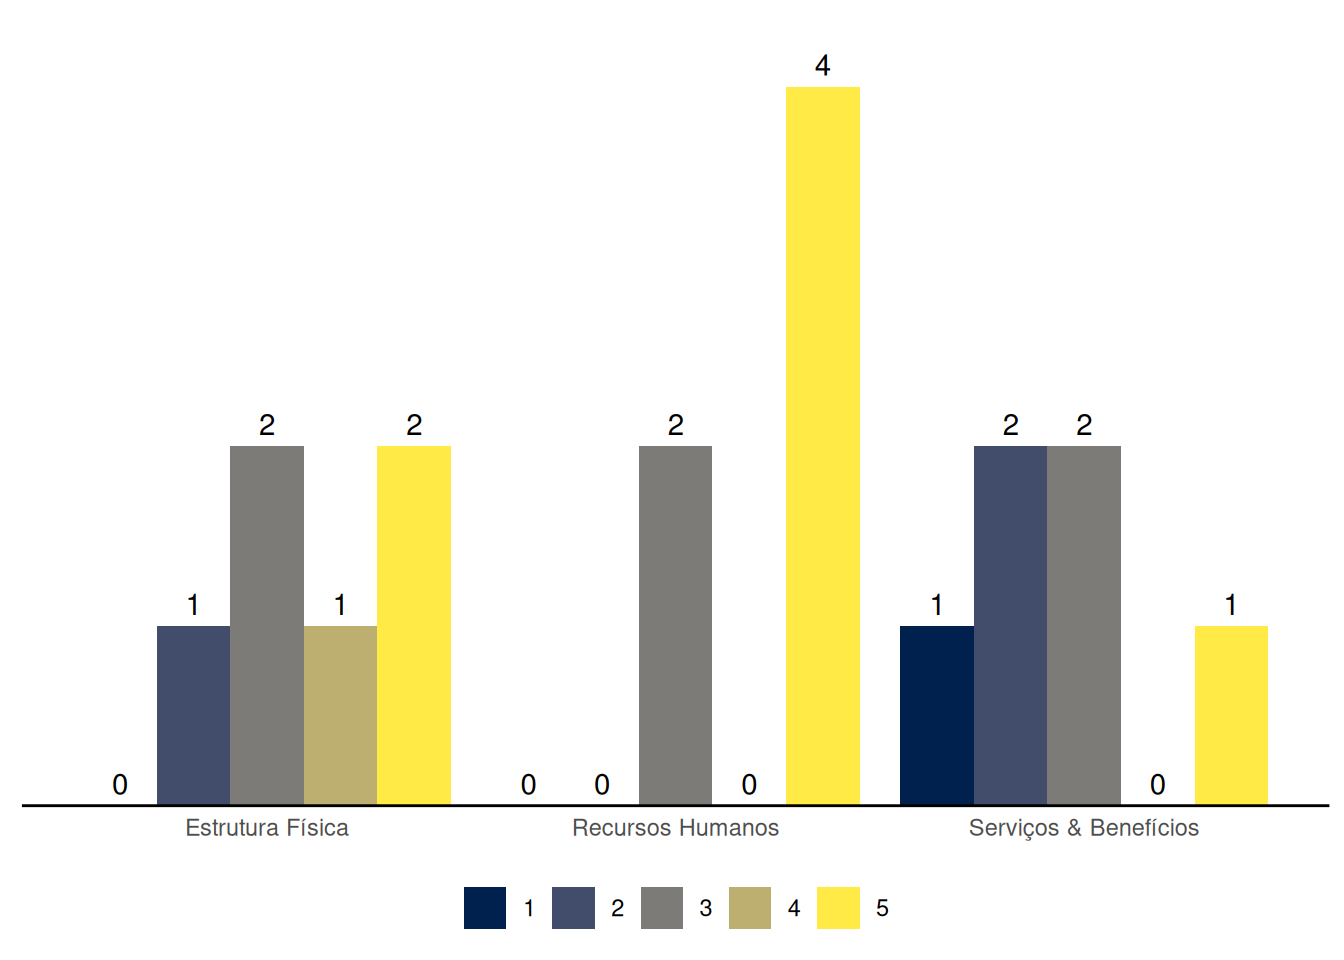 4
2 2 2 2 2
1 1 1 1
0 0 0 0 0
Estrutura Física Recursos Humanos Serviços & Benefícios
1 2 3 4 5